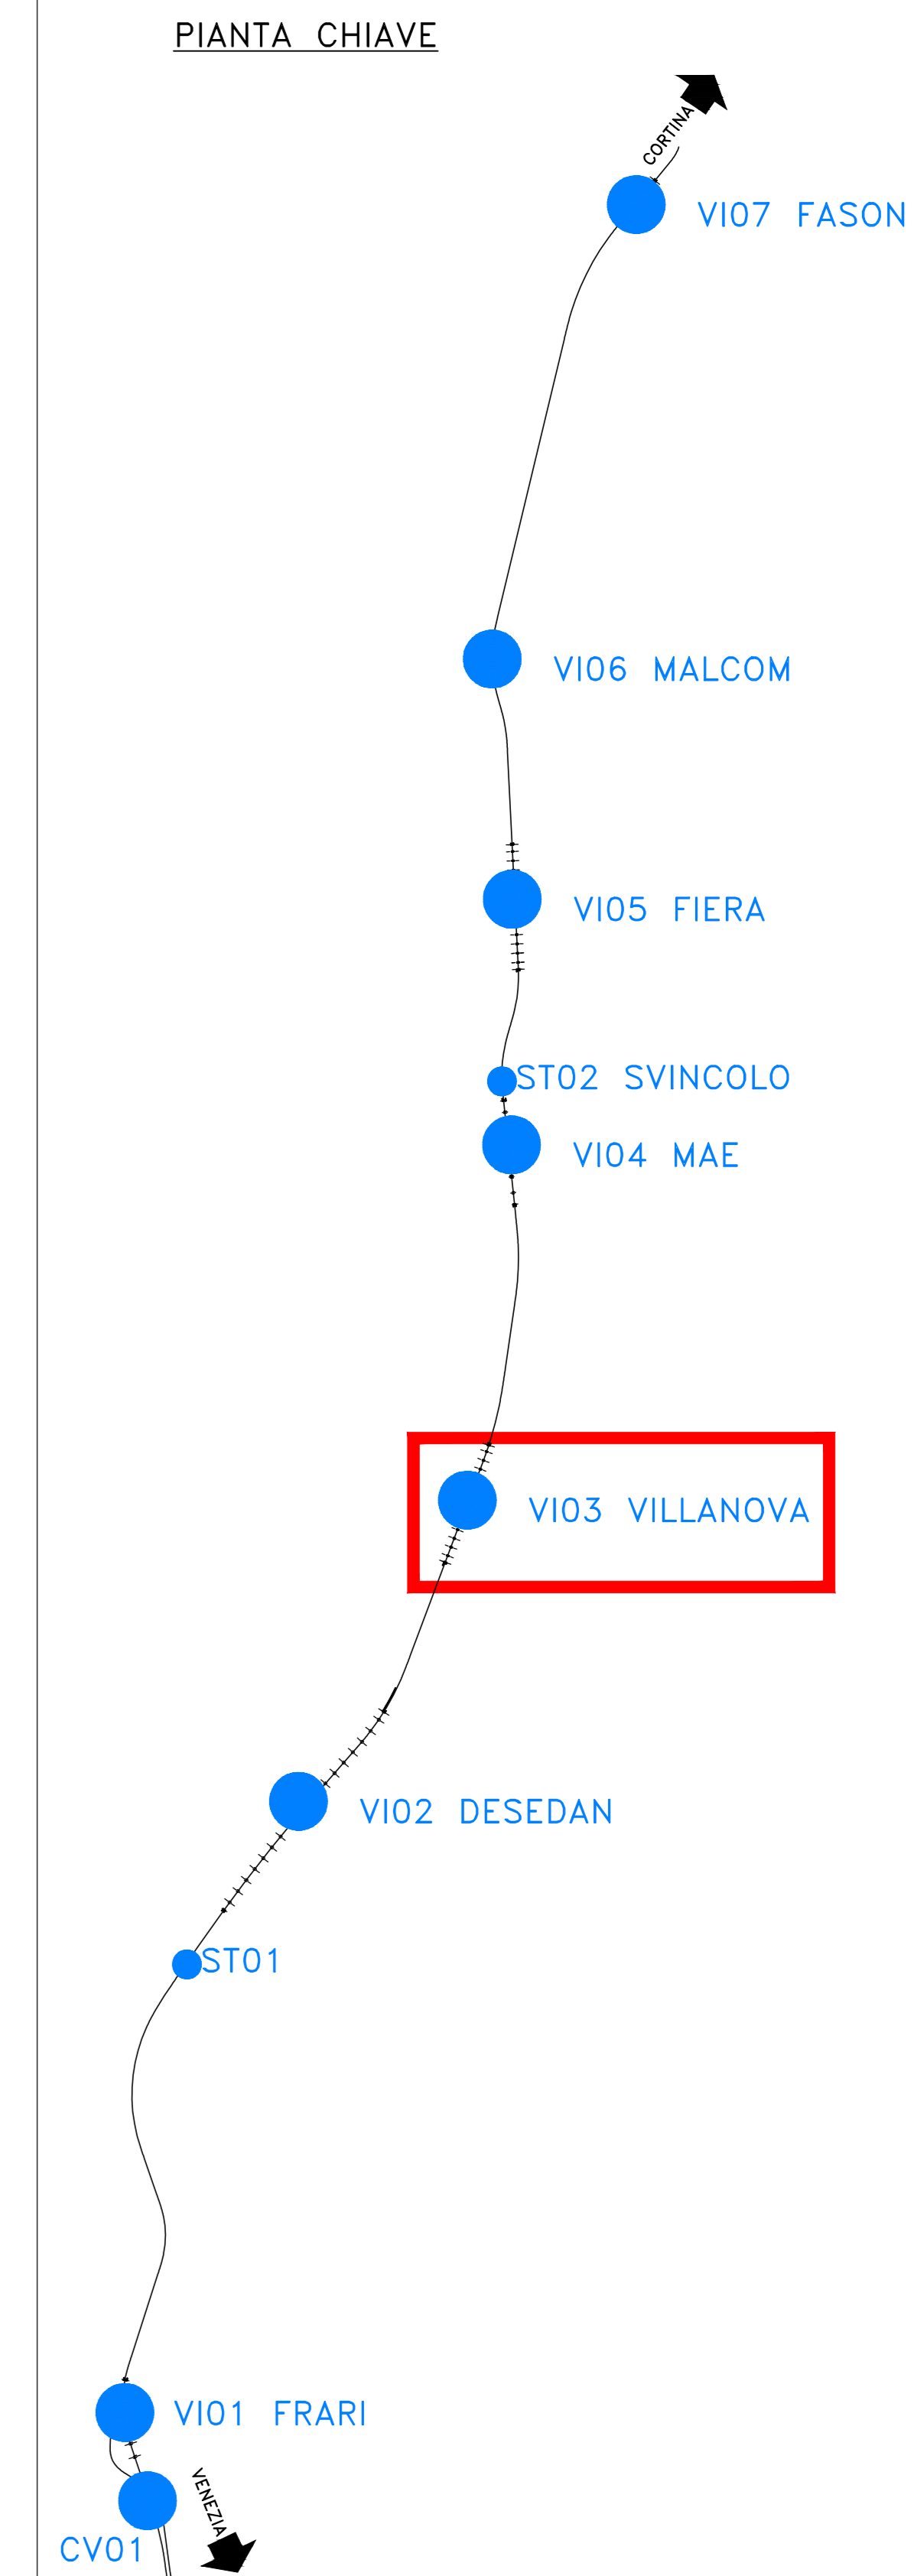 PIANTA CHIAVE
CORTINA
VI07 FASON
VI06 MALCOM
VI05 FIERA
ST02 SVINCOLO
VI04 MAE
VI03 VILLANOVA
VI02 DESEDAN
ST01
VI01 FRARI
VENEZIA
CV01